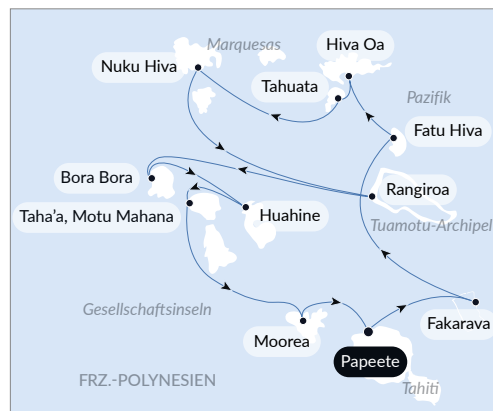 Marquesas
Hiva Oa
Nuku Hiva
Tahuata
Pazifik
Fatu Hiva
Bora Bora
Rangiroa
Taha'a, Motu Mahana
Huahine
Tuamotu-Archipel
Gesellschaftsinseln
Fakarava
Moorea
Papeete
FRZ.-POLYNESIEN
Tahiti